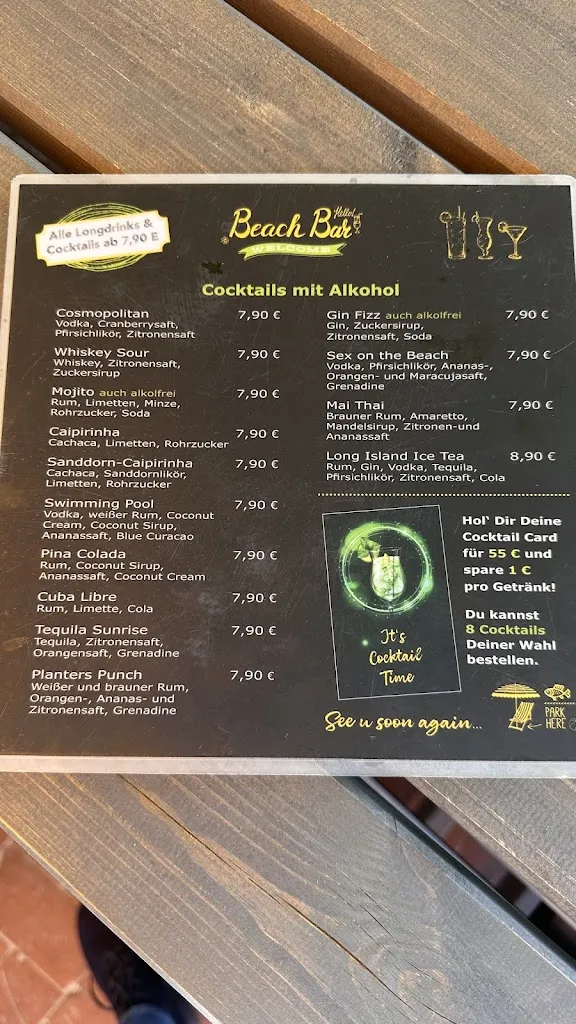 Alle Longdrinks &
Cocktails ab 7,90 E
Hello!
Beach Bar
WELCOME
Cocktails mit Alkohol
Cosmopolitan 7,90 €
Vodka, Cranberrysaft,
Pfirsichlikör, Zitronensaft
Whiskey Sour 7,90 €
Whiskey, Zitronensaft,
Zuckersirup
Mojito auch alkolfrei 7,90 €
Rum, Limetten, Minze,
Rohrzucker, Soda
Caipirinha 7,90 €
Cachaca, Limetten, Rohrzucker
Sanddorn-Caipirinha 7,90 €
Cachaca, Sanddornlikör,
Limetten, Rohrzucker
Swimming Pool 7,90 €
Vodka, weißer Rum, Coconut
Cream, Coconut Sirup,
Ananassaft, Blue Curacao
Pina Colada 7,90 €
Rum, Coconut Sirup,
Ananassaft, Coconut Cream
Cuba Libre 7,90 €
Rum, Limette, Cola
Tequila Sunrise 7,90 €
Tequila, Zitronensaft,
Orangensaft, Grenadine
Planters Punch 7,90 €
Weißer und brauner Rum,
Orangen-, Ananas- und
Zitronensaft, Grenadine
Gin Fizz auch alkolfrei 7,90 €
Gin, Zuckersirup,
Zitronensaft, Soda
Sex on the Beach 7,90 €
Vodka, Pfirsichlikör, Ananas-,
Orangen- und Maracujasaft,
Grenadine
Mai Thai 7,90 €
Brauner Rum, Amaretto,
Mandelsirup, Zitronen-und
Ananassaft
Long Island Ice Tea 8,90 €
Rum, Gin, Vodka, Tequila,
Pfirsichlikör, Zitronensaft, Cola
It's
Cocktail
Time
Hol' Dir Deine
Cocktail Card
für 55 € und
spare 1 €
pro Getränk!
Du kannst
8 Cocktails
Deiner Wahl
bestellen.
See u soon again...
PARK
HERE